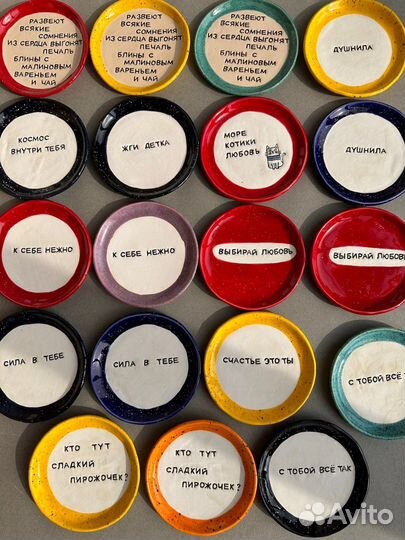 РАЗВЕЮТ
ВСЯКИЕ
СОМНЕНИЯ
ИЗ СЕРДЦА ВЫГОНЯТ
ПЕЧАЛЬ
БЛИНЫ С
МАЛИНОВЫМ
ВАРЕНЬЕМ
И ЧАЙ
РАЗВЕЮТ
ВСЯКИЕ
СОМНЕНИЯ
ИЗ СЕРДЦА ВЫГОНЯТ
ПЕЧАЛЬ
БЛИНЫ С
МАЛИНОВЫМ
ВАРЕНЬЕМ
И ЧАЙ
РАЗВЕЮТ
ВСЯКИЕ
СОМНЕНИЯ
ИЗ СЕРДЦА ВЫГОНЯТ
ПЕЧАЛЬ
БЛИНЫ С
МАЛИНОВЫМ
ВАРЕНЬЕМ
И ЧАЙ
ДУШНИЛА
КОСМОС
ВНУТРИ ТЕБЯ
ЖГИ ДЕТКА
МОРЕ
КОТИКИ
ЛЮБОВЬ
ДУШНИЛА
К СЕБЕ НЕЖНО
К СЕБЕ НЕЖНО
ВЫБИРАЙ ЛЮБОВЬ
ВЫБИРАЙ ЛЮБОВЬ
СИЛА В ТЕБЕ
СИЛА В ТЕБЕ
СЧАСТЬЕ ЭТО ТЫ
С ТОБОЙ ВСЁ Т
КТО ТУТ
СЛАДКИЙ
ПИРОЖОЧЕК?
КТО ТУТ
СЛАДКИЙ
ПИРОЖОЧЕК?
С ТОБОЙ ВСЁ ТАК
Avito